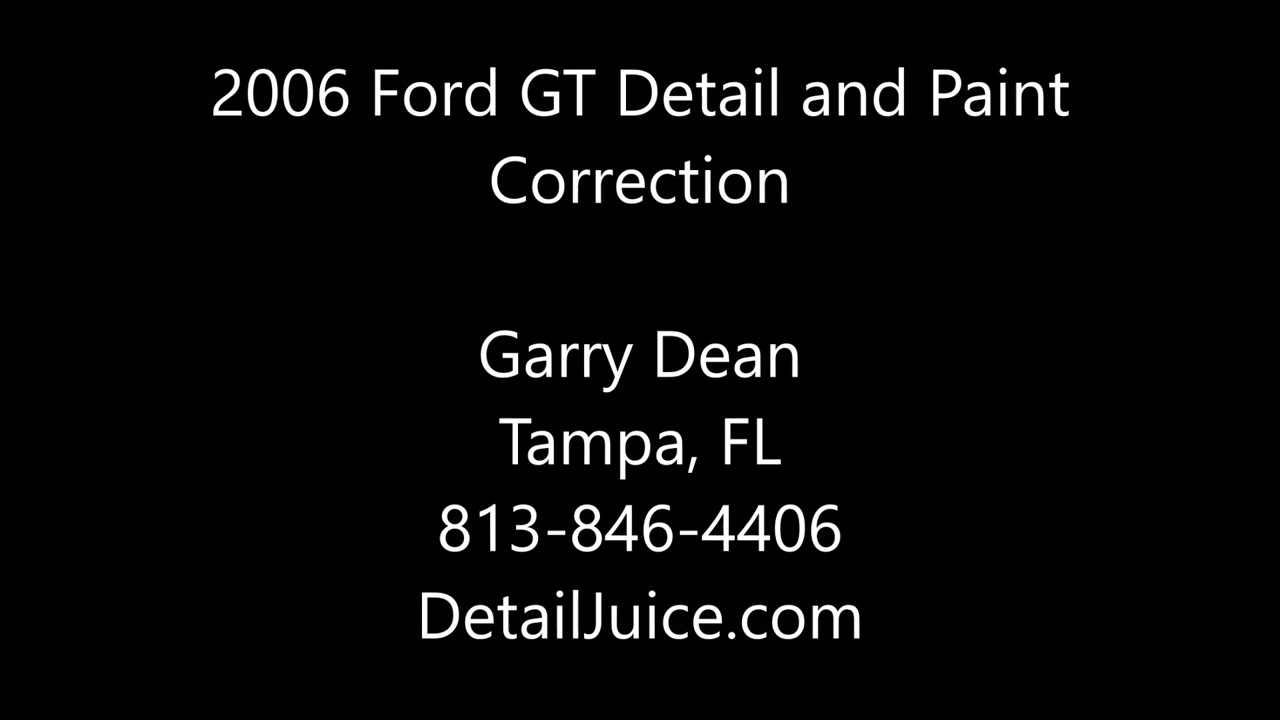 2006 Ford GT Detail and Paint
Correction
Garry Dean
Tampa, FL
813-846-4406
DetailJuice.com